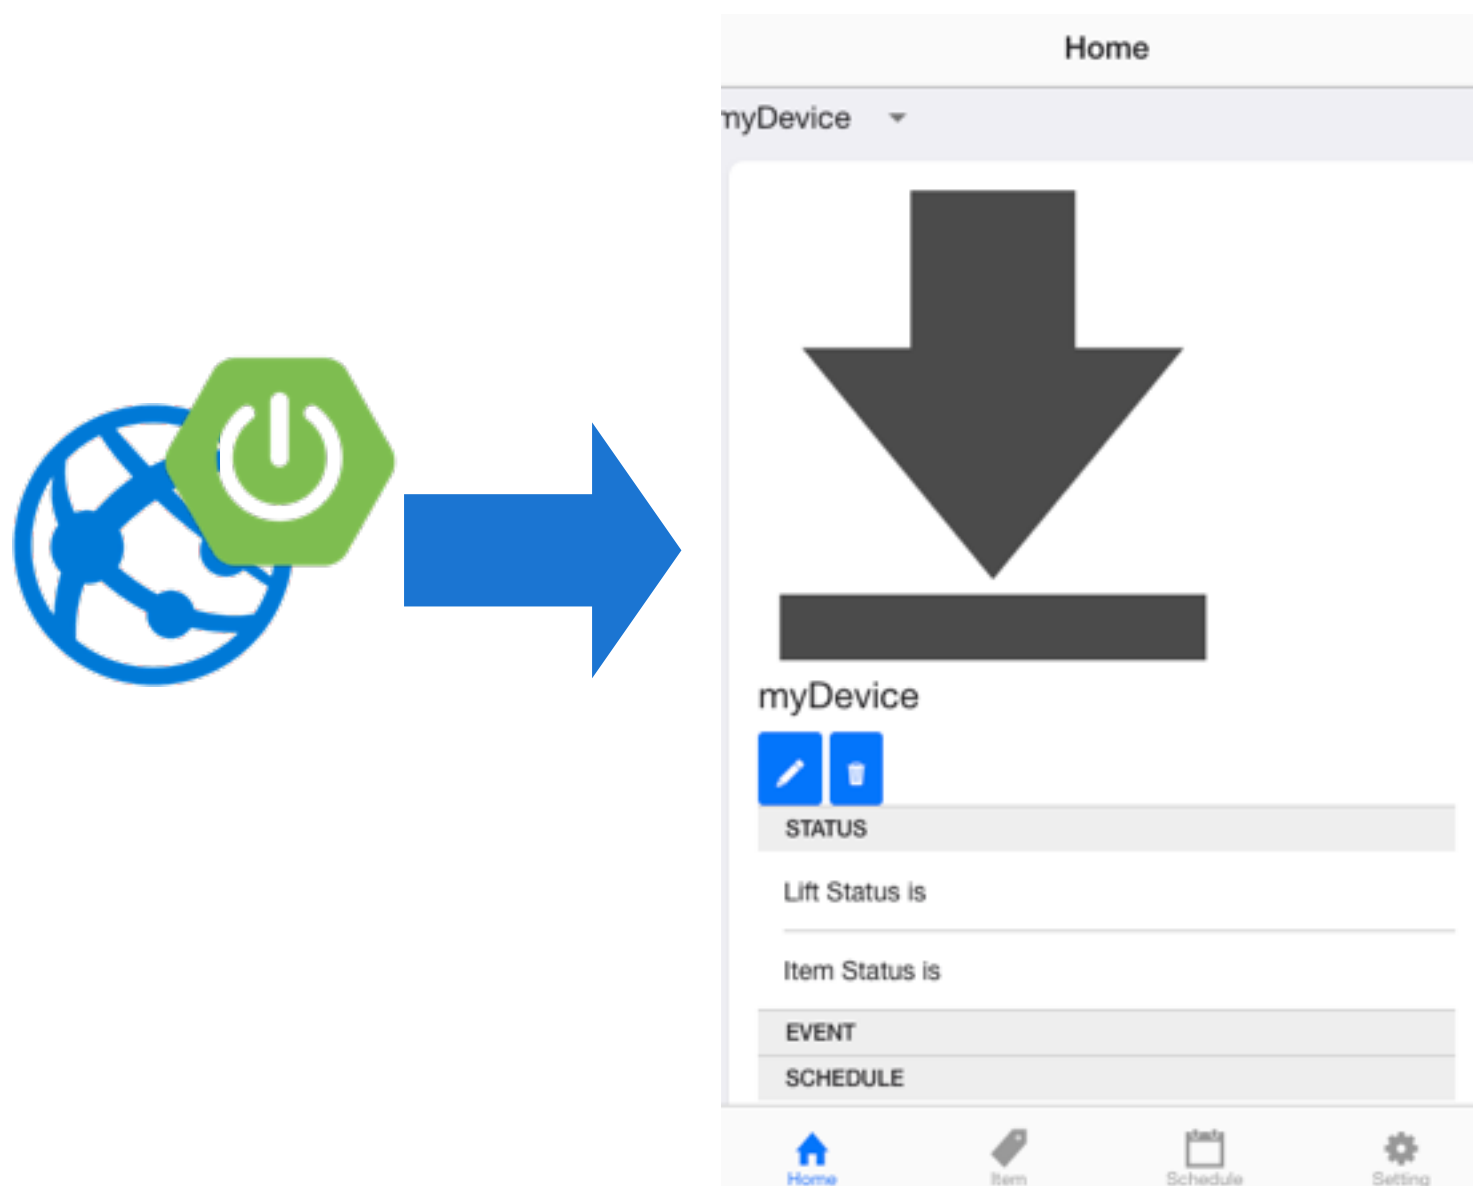 Home
myDevice
myDevice
STATUS
Lift Status is
Item Status is
EVENT
SCHEDULE
Home Item Schedule Setting